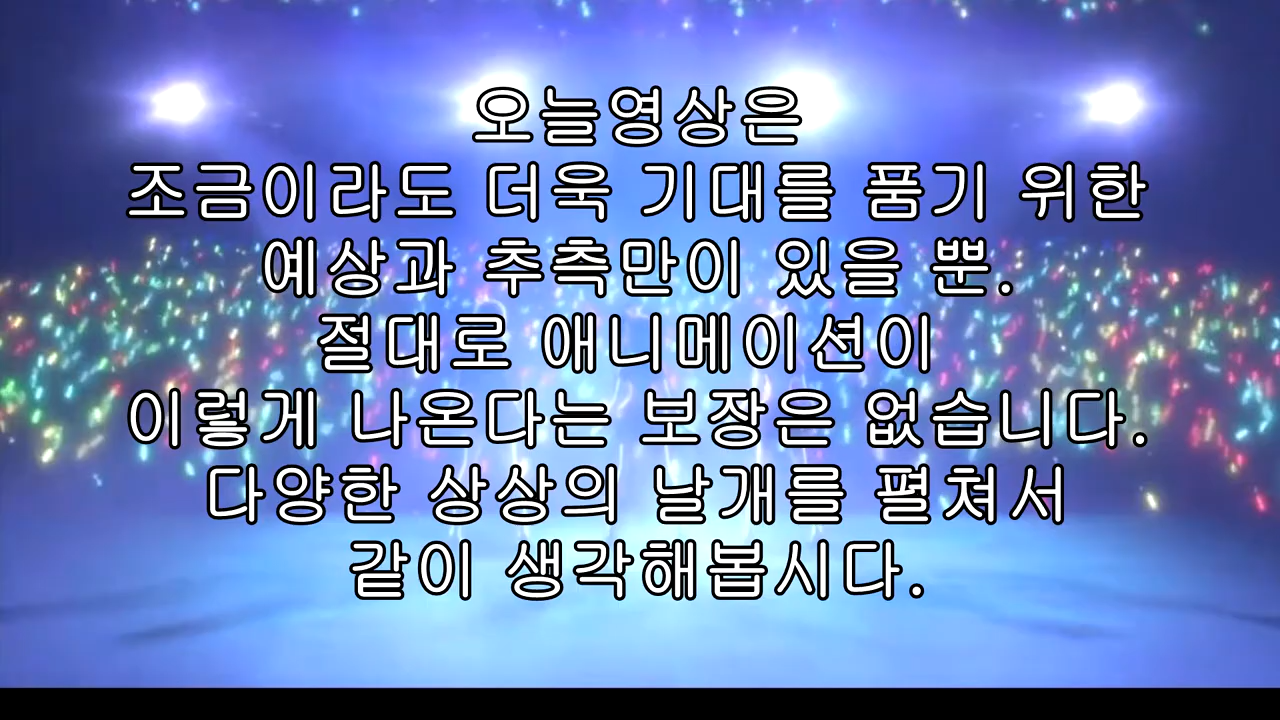 오늘영상은
조금이라도 더욱 기대를 품기 위한
예상과 추측만이 있을 뿐.
절대로 애니메이션이
이렇게 나온다는 보장은 없습니다.
다양한 상상의 날개를 펼쳐서
같이 생각해봅시다.